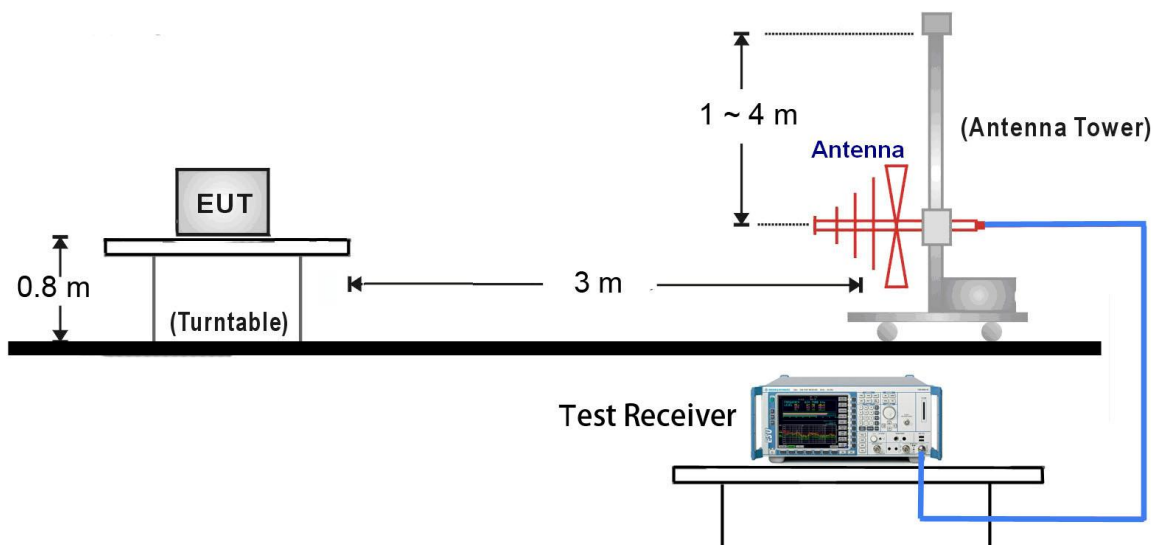 1 ~ 4 m
(Antenna Tower)
Antenna
EUT
0.8 m
3 m
(Turntable)
Test Receiver